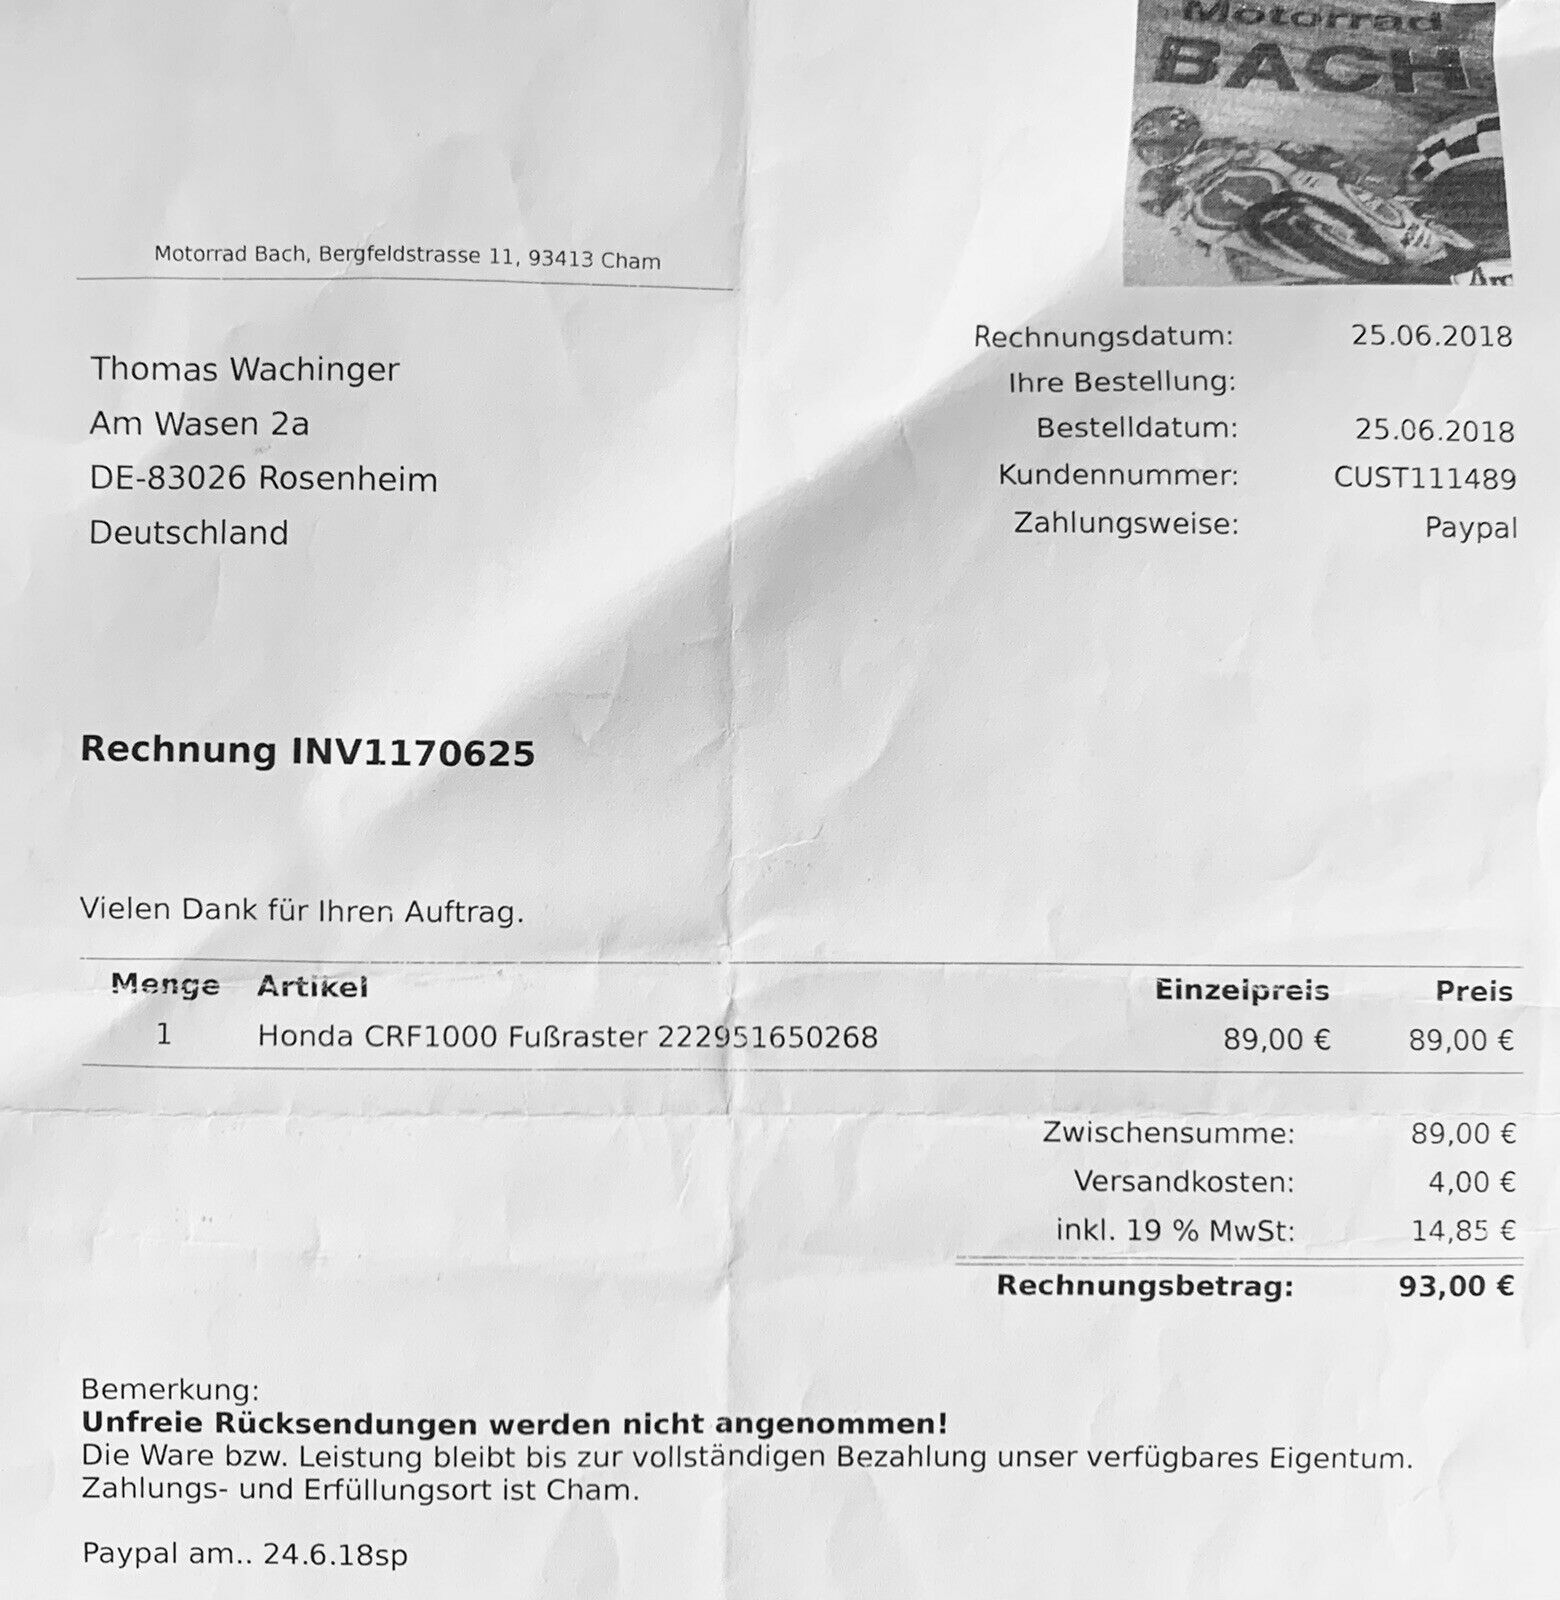 Motorrad
BACH
Motorrad Bach, Bergfeldstrasse 11, 93413 Cham
Thomas Wachinger
Am Wasen 2a
DE-83026 Rosenheim
Deutschland
Rechnungsdatum: 25.06.2018
Ihre Bestellung:
Bestelldatum: 25.06.2018
Kundennummer: CUST111489
Zahlungsweise: Paypal
Rechnung INV1170625
Vielen Dank für Ihren Auftrag.
Menge Artikel Einzelpreis Preis
1 Honda CRF1000 Fußraster 222951650268 89,00 € 89,00 €
Zwischensumme: 89,00 €
Versandkosten: 4,00 €
inkl. 19 % MwSt: 14,85 €
Rechnungsbetrag: 93,00 €
Bemerkung:
Unfreie Rücksendungen werden nicht angenommen!
Die Ware bzw. Leistung bleibt bis zur vollständigen Bezahlung unser verfügbares Eigentum.
Zahlungs- und Erfüllungsort ist Cham.
Paypal am.. 24.6.18sp